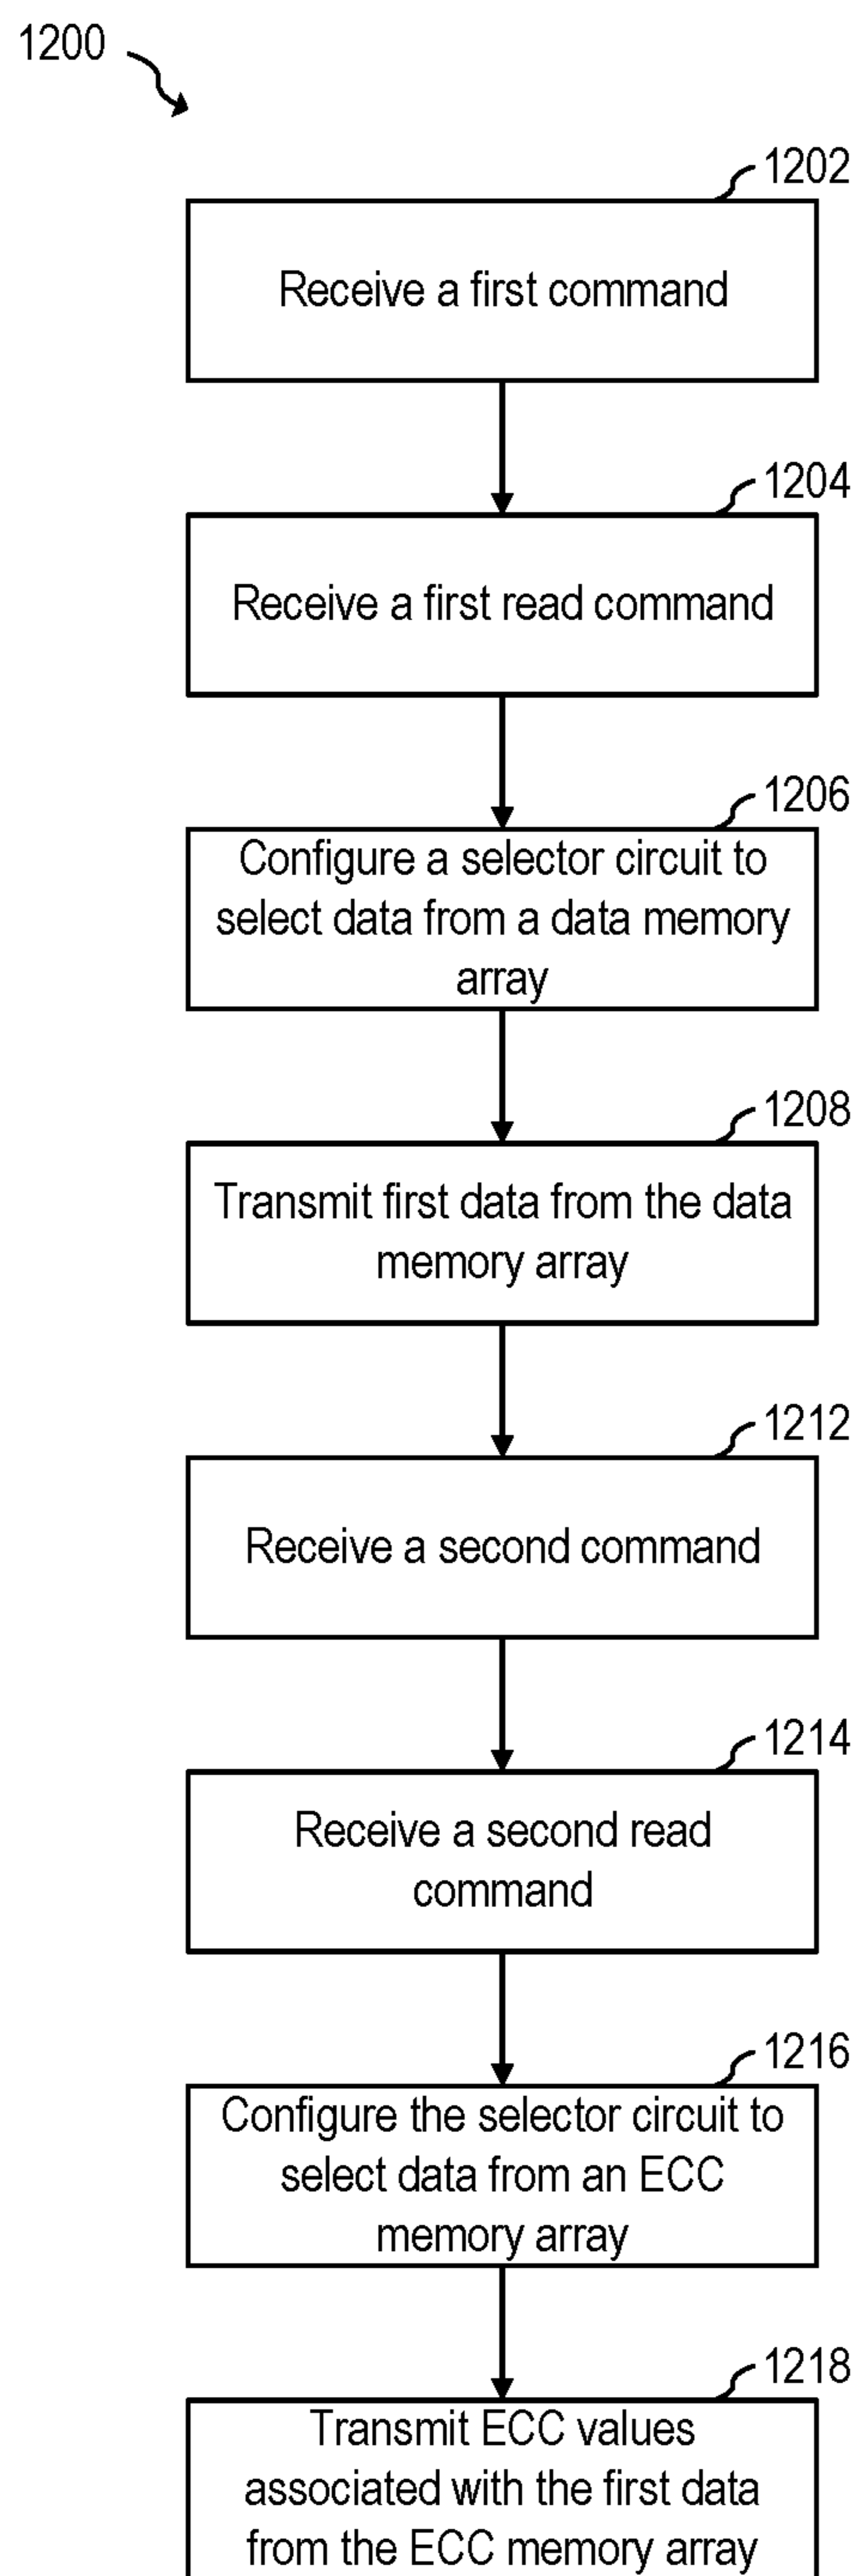 1200
1202
Receive a first command
1204
Receive a first read command
1206
Configure a selector circuit to
select data from a data memory
array
1208
Transmit first data from the data
memory array
1212
Receive a second command
1214
Receive a second read
command
1216
Configure the selector circuit to
select data from an ECC
memory array
1218
Transmit ECC values
associated with the first data
from the ECC memory array